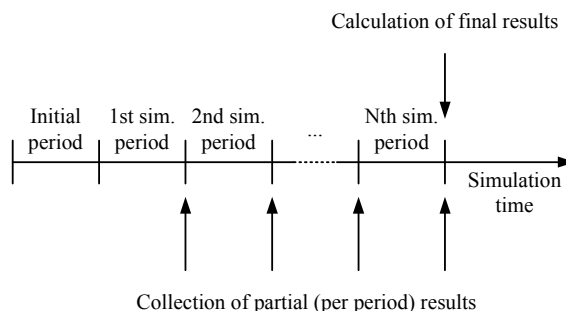 Calculation of final results
Initial period
1st sim. period
2nd sim. period
...
Nth sim. period
Simulation time
Collection of partial (per period) results